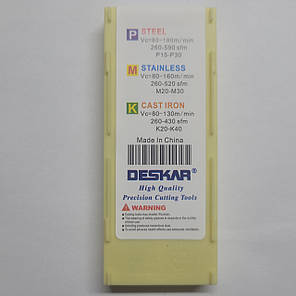 P STEEL
Vc=80~180m/min
260-590 sfm
P15-P30
M STAINLESS
Vc=80~160m/min
260-520 sfm
M20-M30
K CAST IRON
Vc=80~130m/min
260-430 sfm
K20-K40
Made in China
DESKAR®
High Quality
Precision Cutting Tools
WARNING